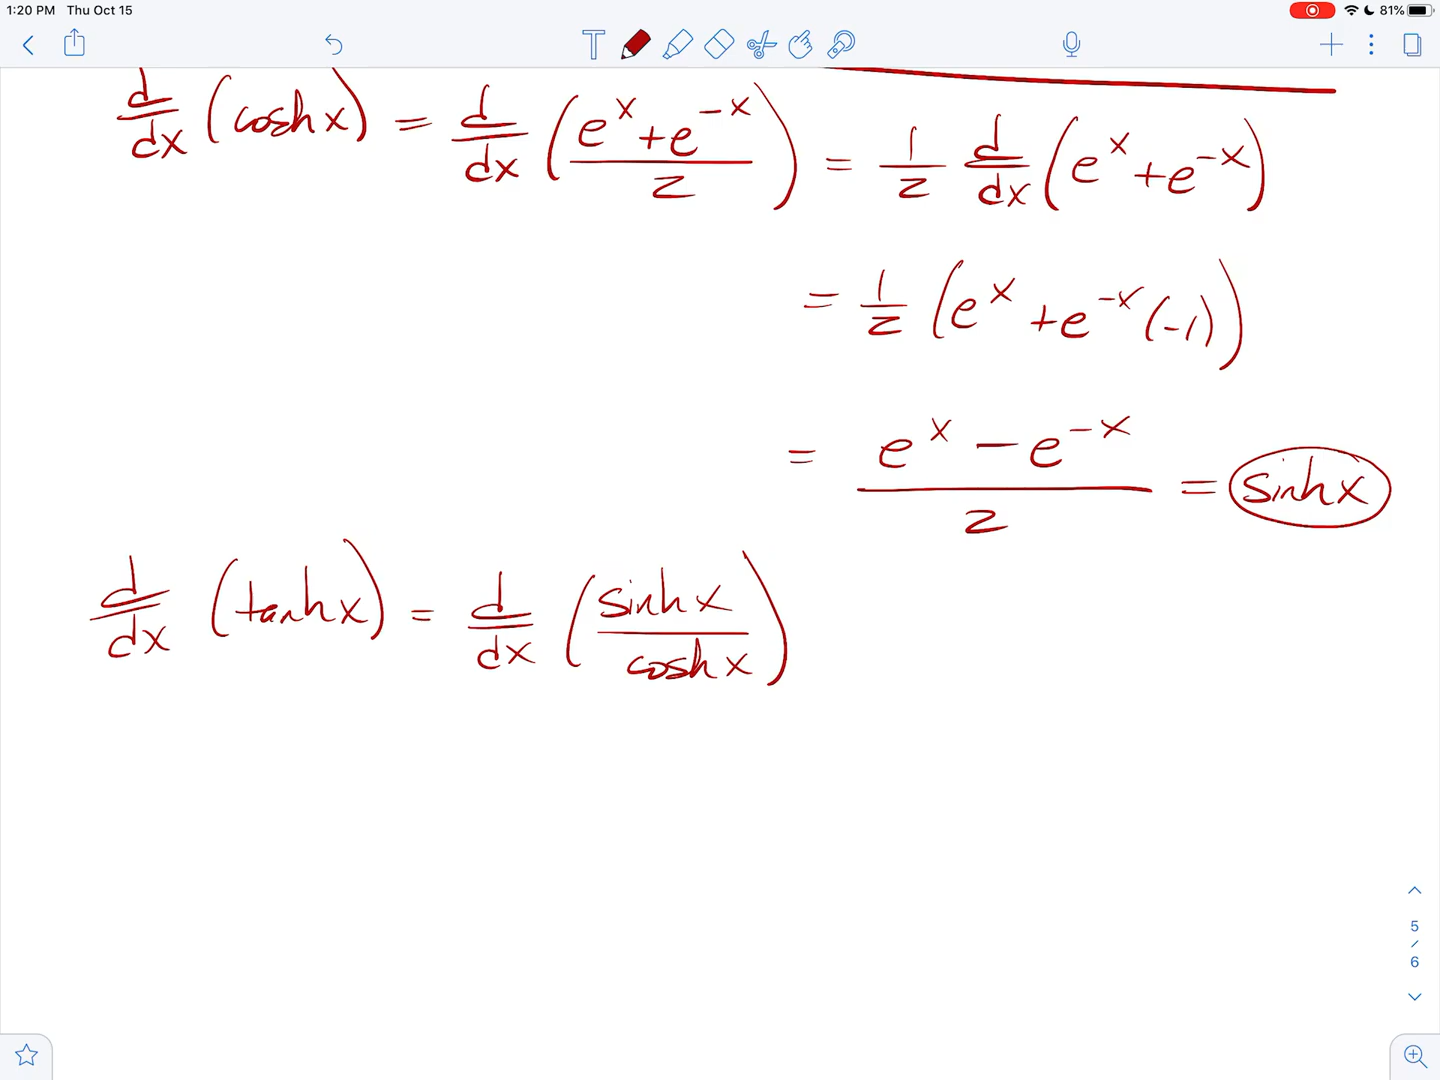 1:20 PM Thu Oct 15 81%
T
d/dx (cosh x) = d/dx ((e^x + e^-x)/2) = 1/2 d/dx (e^x + e^-x)
= 1/2 (e^x + e^-x (-1))
= (e^x - e^-x)/2 = sinh x
d/dx (tanh x) = d/dx (sinh x/cosh x)
5
/
6